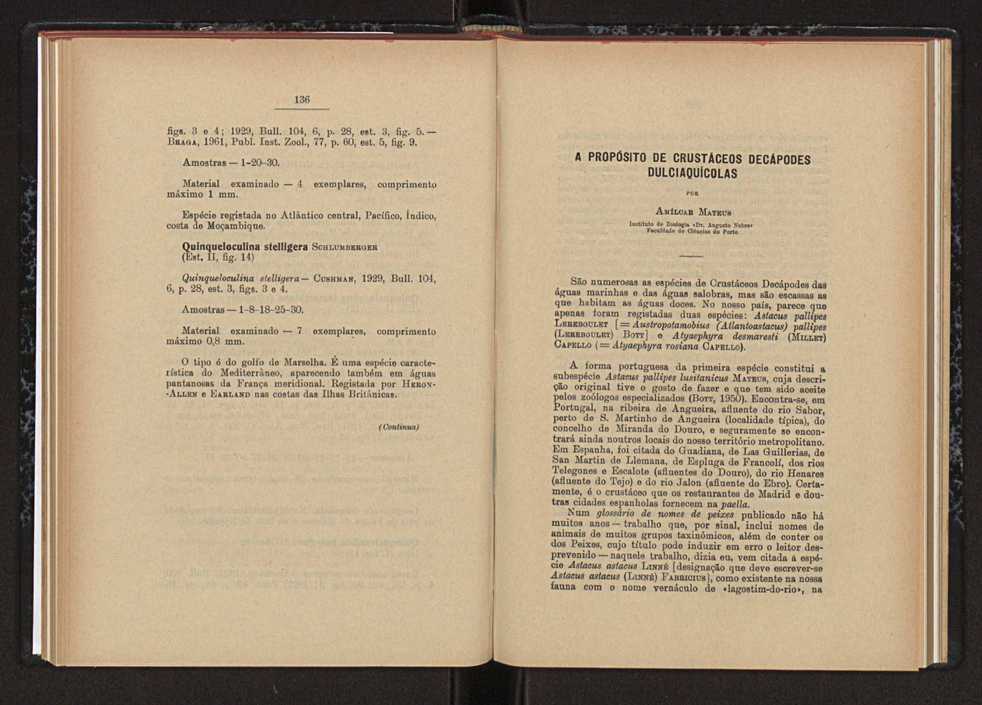 136
figs. 3 e 4; 1929, Bull. 104, 6, p. 28, est. 3, fig. 5. —
BRAGA, 1961, Publ. Inst. Zool., 77, p. 60, est. 5, fig. 9.
Amostras — 1-20-30.
Material examinado — 4 exemplares, comprimento
máximo 1 mm.
Espécie registada no Atlântico central, Pacífico, Índico,
costa de Moçambique.
Quinqueloculina stelligera SCHLUMBERGER
(Est. II, fig. 14)
Quinqueloculina stelligera — CUSHMAN, 1929, Bull. 104,
6, p. 28, est. 3, figs. 3 e 4.
Amostras — 1-8-18-25-30.
Material examinado — 7 exemplares, comprimento
máximo 0,8 mm.
O tipo é do golfo de Marselha. É uma espécie caracte-
rística do Mediterrâneo, aparecendo também em águas
pantanosas da França meridional. Registada por HERON-
-ALLEN e EARLAND nas costas das Ilhas Britânicas.
(Continua)
A PROPÓSITO DE CRUSTÁCEOS DECÁPODES
DULCIAQUÍCOLAS
POR
AMÍLCAR MATEUS
Instituto de Zoologia «Dr. Augusto Nobre»
Faculdade de Ciências do Porto
São numerosas as espécies de Crustáceos Decápodes das
águas marinhas e das águas salobras, mas são escassas as
que habitam as águas doces. No nosso país, parece que
apenas foram registadas duas espécies: Astacus pallipes
LEREBOULET [= Austropotamobius (Atlantoastacus) pallipes
(LEREBOULET) BOTT] e Atyaephyra desmaresti (MILLET)
CAPELLO (= Atyaephyra rosiana CAPELLO).
A forma portuguesa da primeira espécie constitui a
subespécie Astacus pallipes lusitanicus MATEUS, cuja descri-
ção original tive o gosto de fazer e que tem sido aceite
pelos zoólogos especializados (BOTT, 1950). Encontra-se, em
Portugal, na ribeira de Angueira, afluente do rio Sabor,
perto de S. Martinho de Angueira (localidade típica), do
concelho de Miranda do Douro, e seguramente se encon-
trará ainda noutros locais do nosso território metropolitano.
Em Espanha, foi citada do Guadiana, de Las Guillerias, de
San Martin de Llemana, de Espluga de Francolí, dos rios
Telegones e Escalote (afluentes do Douro), do rio Henares
(afluente do Tejo) e do rio Jalon (afluente do Ebro). Certa-
mente, é o crustáceo que os restaurantes de Madrid e dou-
tras cidades espanholas fornecem na paella.
Num glossário de nomes de peixes publicado não há
muitos anos — trabalho que, por sinal, inclui nomes de
animais de muitos grupos taxinómicos, além de conter os
dos Peixes, cujo título pode induzir em erro o leitor des-
prevenido — naquele trabalho, dizia eu, vem citada a espé-
cie Astacus astacus LINNÉ [designação que deve escrever-se
Astacus astacus (LINNÉ) FABRICIUS], como existente na nossa
fauna com o nome vernáculo de «lagostim-do-rio», na